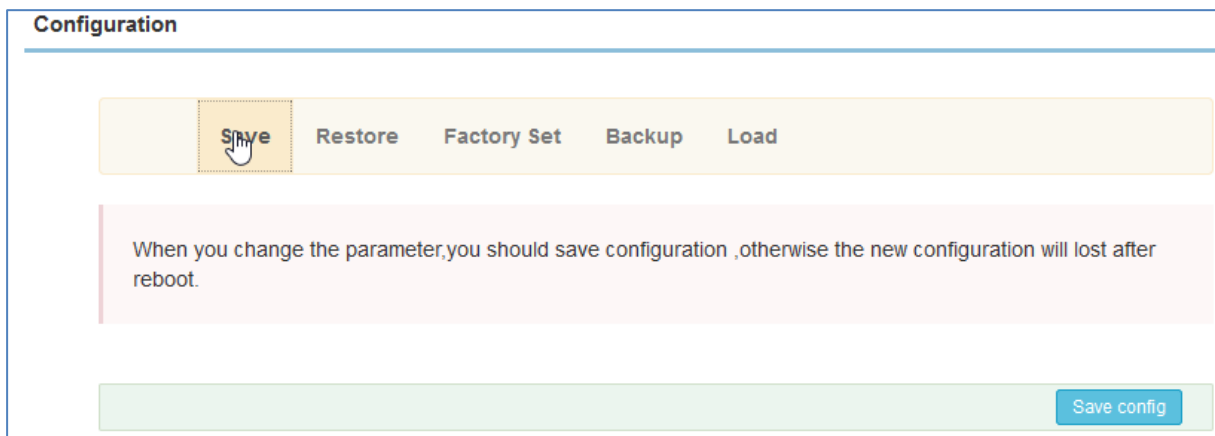 Configuration
Save Restore Factory Set Backup Load
When you change the parameter,you should save configuration ,otherwise the new configuration will lost after
reboot.
Save config